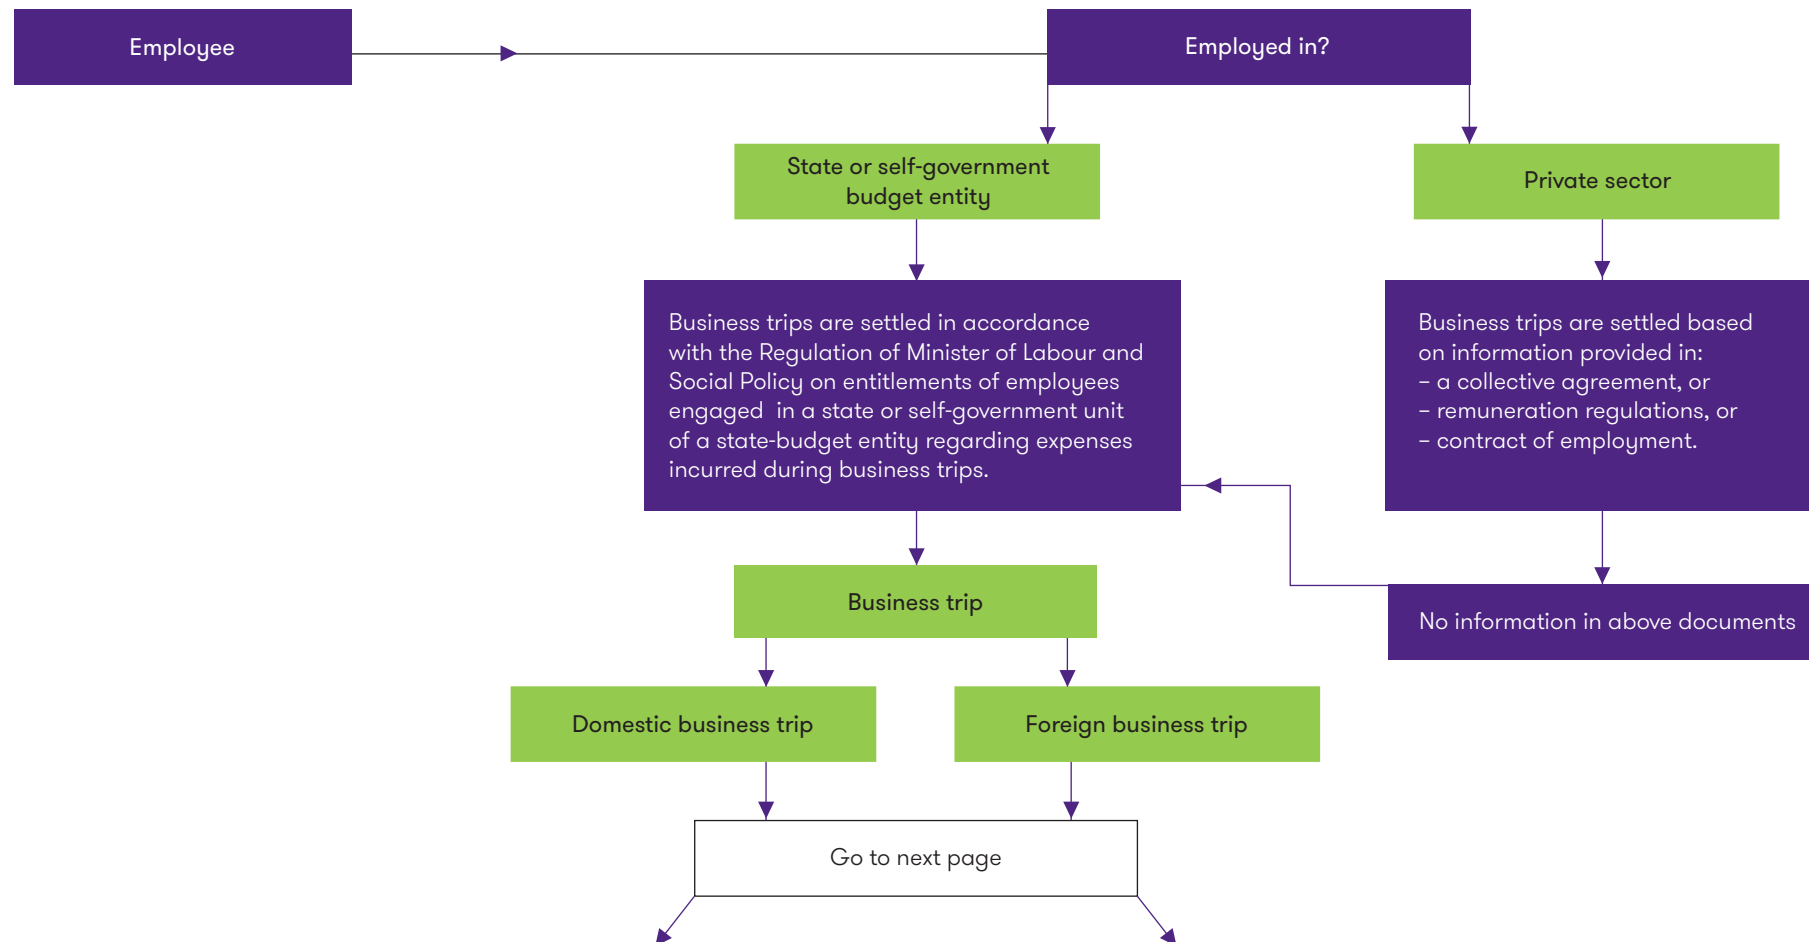 Employee
Employed in?
State or self-government
budget entity
Private sector
Business trips are settled in accordance
with the Regulation of Minister of Labour and
Social Policy on entitlements of employees
engaged  in a state or self-government unit
of a state-budget entity regarding expenses
incurred during business trips.
Business trips are settled based
on information provided in:
– a collective agreement, or
– remuneration regulations, or
– contract of employment.
Business trip
No information in above documents
Domestic business trip
Foreign business trip
Go to next page